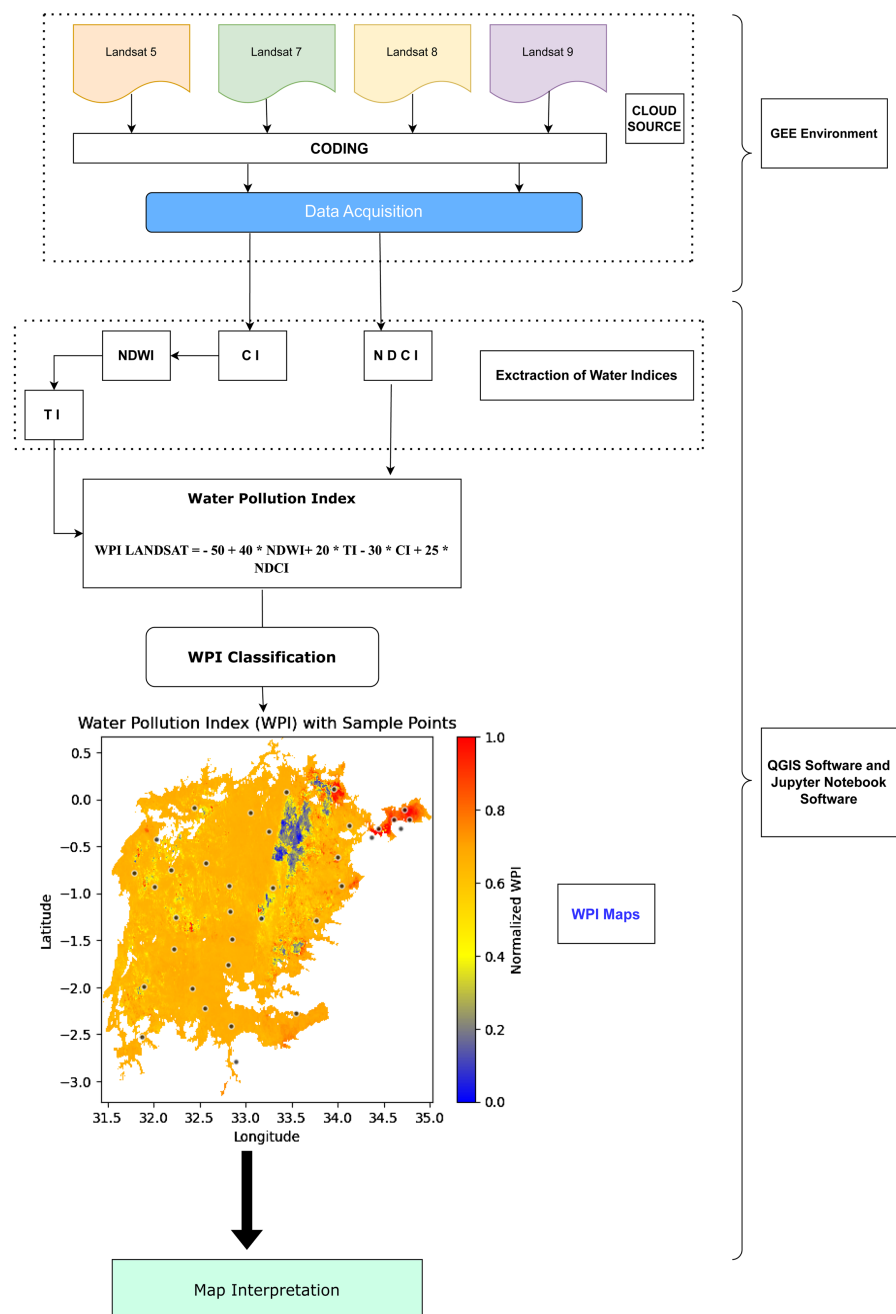 Landsat 5
Landsat 7
Landsat 8
Landsat 9
CLOUD
SOURCE
GEE Environment
CODING
Data Acquisition
NDWI
C I
N D C I
Exctraction of Water Indices
T I
Water Pollution Index
WPI LANDSAT = - 50 + 40 * NDWI+ 20 * TI - 30 * CI + 25 *
NDCI
WPI Classification
Water Pollution Index (WPI) with Sample Points
0.5
0.0
−0.5
−1.0
−1.5
−2.0
−2.5
−3.0
Latitude
31.5 32.0 32.5 33.0 33.5 34.0 34.5 35.0
Longitude
1.0
0.8
0.6
0.4
0.2
0.0
Normalized WPI
WPI Maps
QGIS Software and
Jupyter Notebook
Software
Map Interpretation